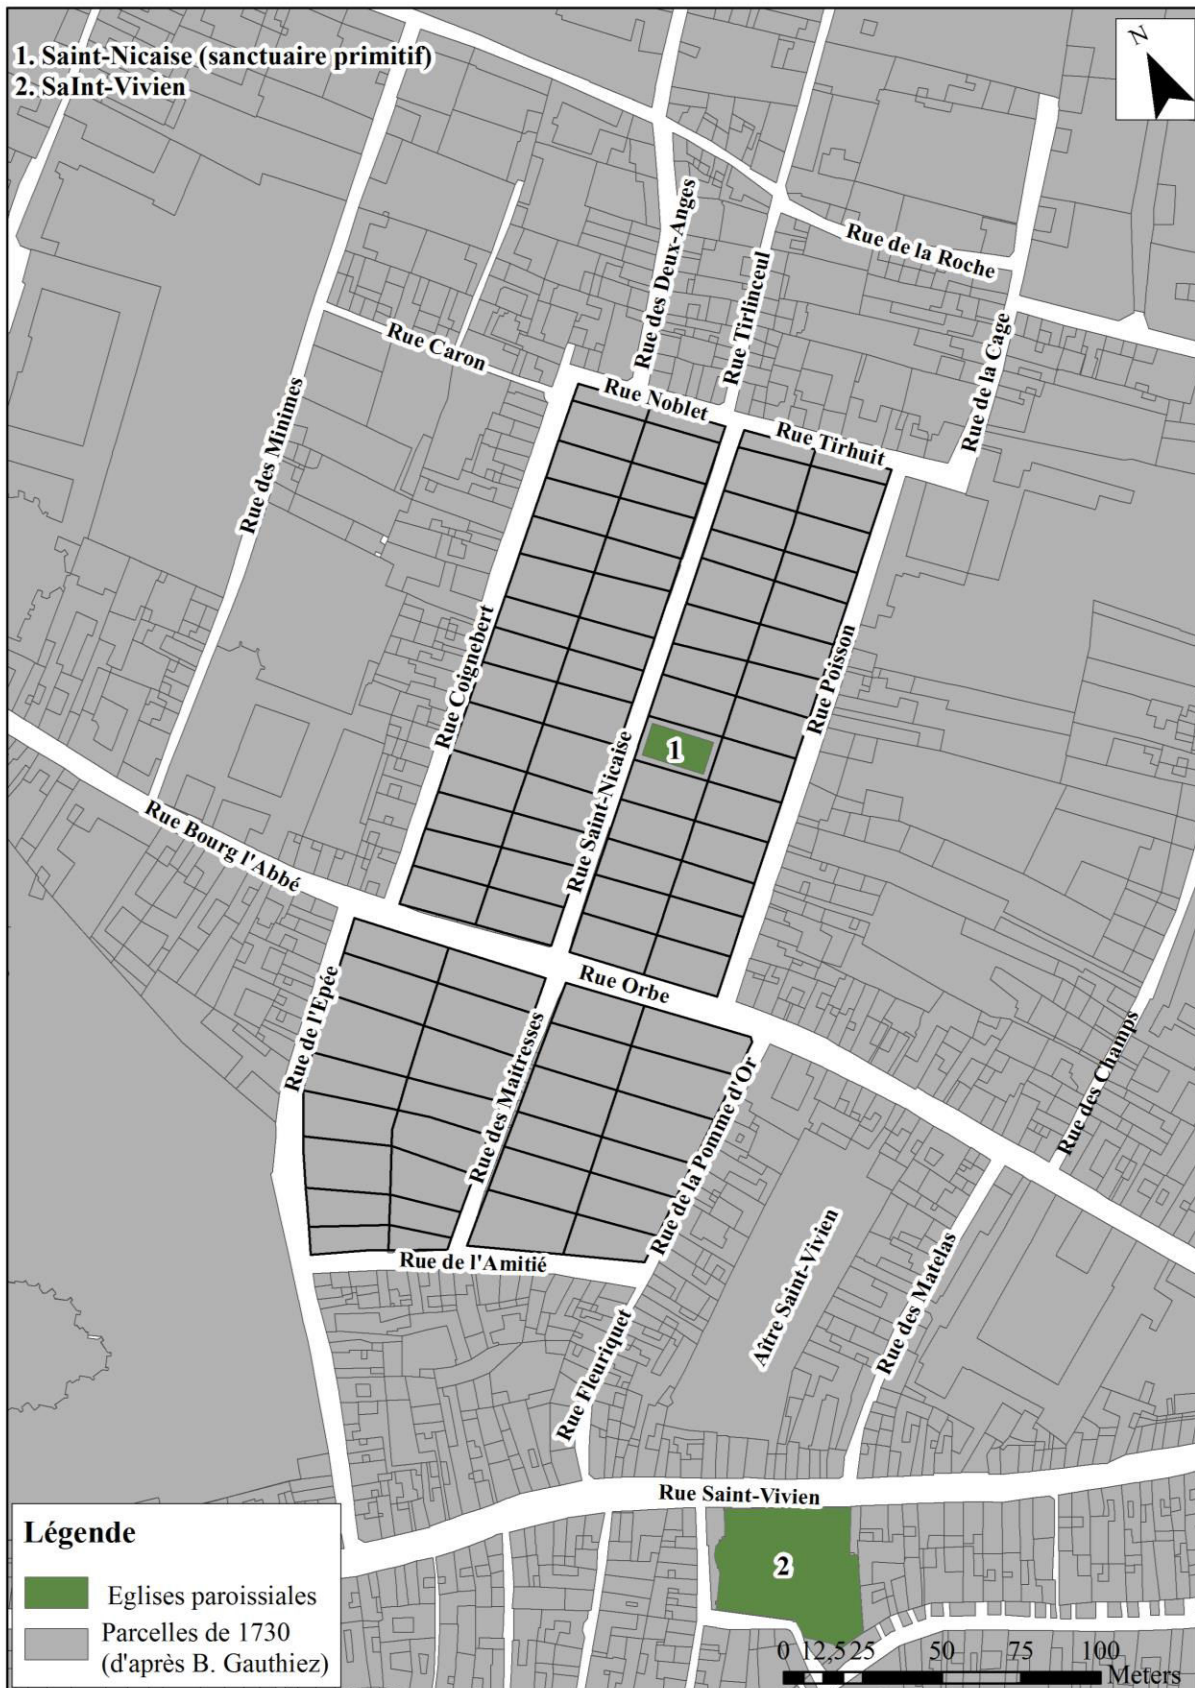 1. Saint-Nicaise (sanctuaire primitif)
2. SaInt-Vivien
N
Rue des Deux-Anges
Rue Tirlinceul
Rue de la Roche
Rue Caron
Rue de la Cage
Rue Noblet
Rue Tirhuit
Rue des Minimes
Rue Coignebert
Rue Poisson
1
Rue Saint-Nicaise
Rue Bourg l'Abbé
Rue Orbe
Rue de l'Epée
Rue des Maitresses
Rue de la Pomme d'Or
Rue des Champs
Rue de l'Amitié
Aître Saint-Vivien
Rue des Matelas
Rue Fleuriquet
Rue Saint-Vivien
2
Légende
Eglises paroissiales
Parcelles de 1730
(d'après B. Gauthiez)
0 12,5 25 50 75 100
Meters